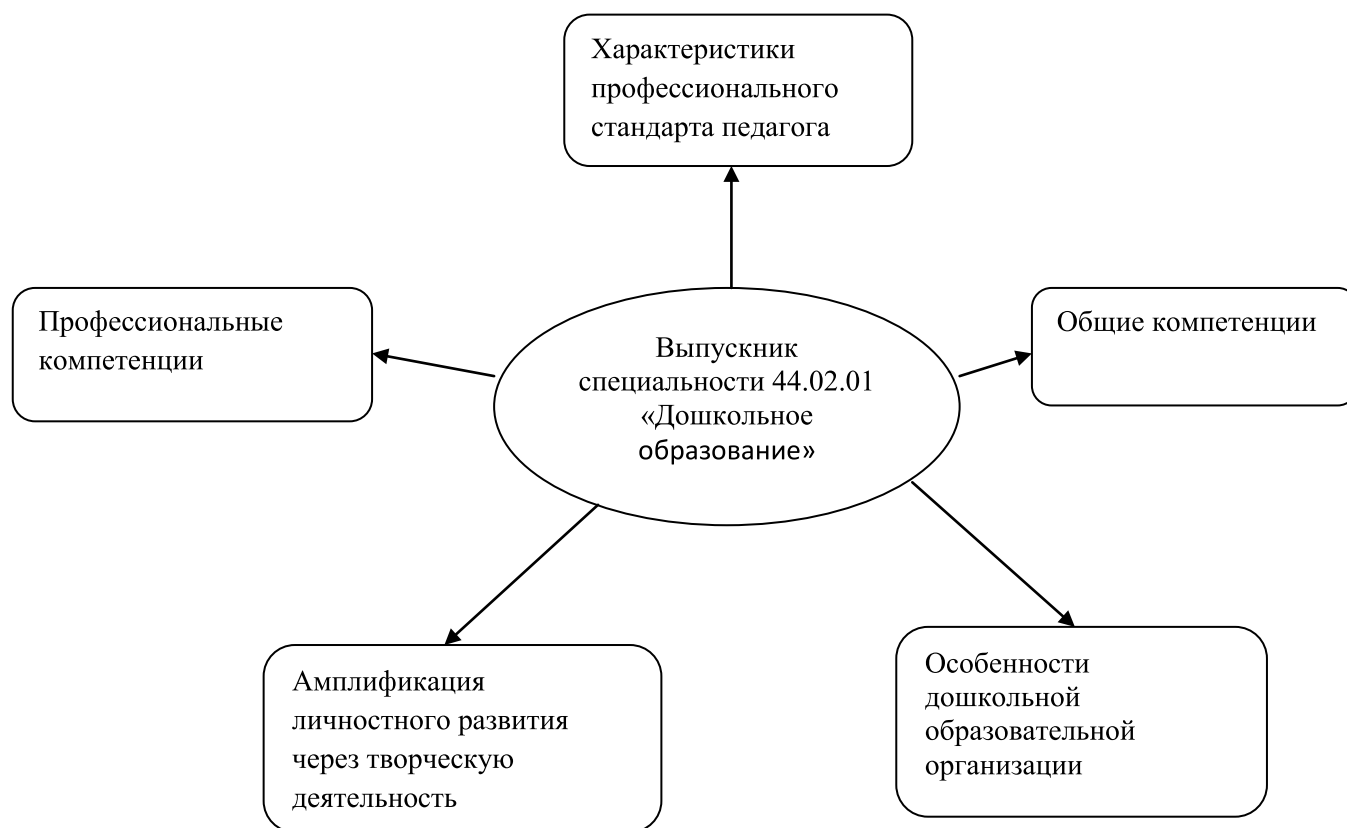 Характеристики
профессионального
стандарта педагога
Профессиональные
компетенции
Выпускник
специальности 44.02.01
«Дошкольное
образование»
Общие компетенции
Амплификация
личностного развития
через творческую
деятельность
Особенности
дошкольной
образовательной
организации